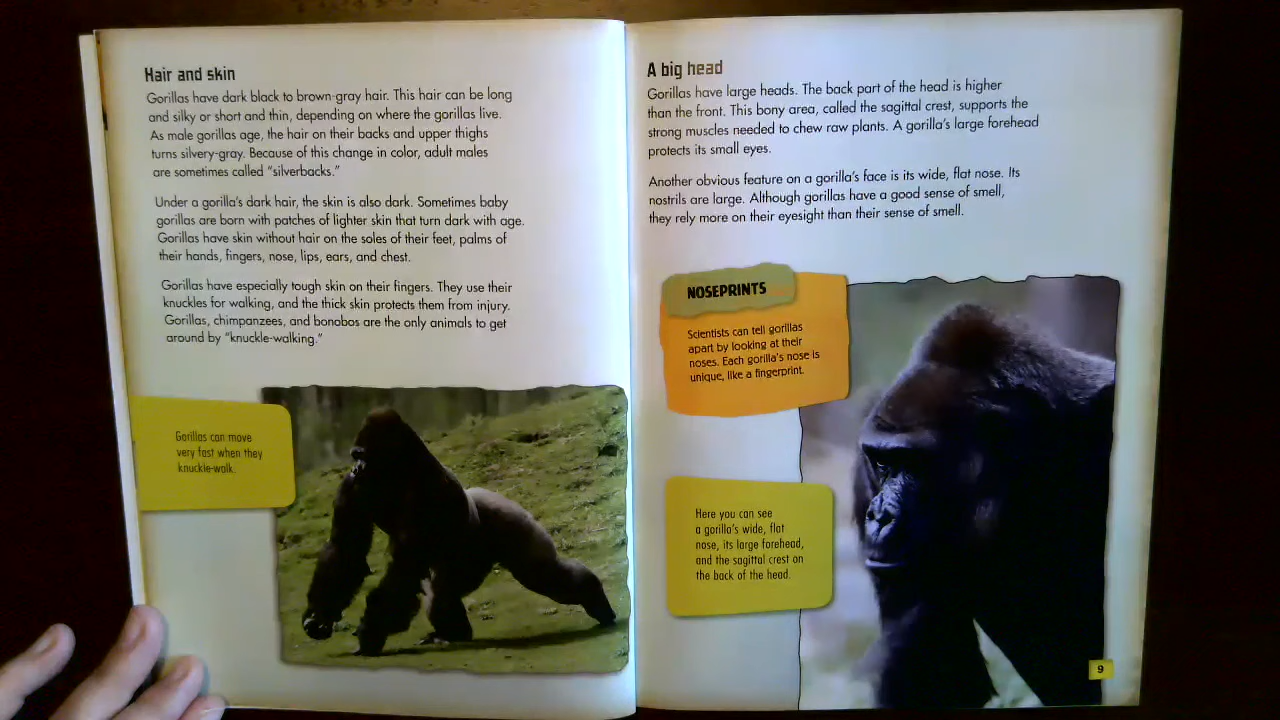 Hair and skin
Gorillas have dark black to brown-gray hair. This hair can be long
and silky or short and thin, depending on where the gorillas live.
As male gorillas age, the hair on their backs and upper thighs
turns silvery-gray. Because of this change in color, adult males
are sometimes called “silverbacks.”
Under a gorilla’s dark hair, the skin is also dark. Sometimes baby
gorillas are born with patches of lighter skin that turn dark with age.
Gorillas have skin without hair on the soles of their feet, palms of
their hands, fingers, nose, lips, ears, and chest.
Gorillas have especially tough skin on their fingers. They use their
knuckles for walking, and the thick skin protects them from injury.
Gorillas, chimpanzees, and bonobos are the only animals to get
around by “knuckle-walking.”
Gorillas can move
very fast when they
knuckle-walk.
A big head
Gorillas have large heads. The back part of the head is higher
than the front. This bony area, called the sagittal crest, supports the
strong muscles needed to chew raw plants. A gorilla’s large forehead
protects its small eyes.
Another obvious feature on a gorilla’s face is its wide, flat nose. Its
nostrils are large. Although gorillas have a good sense of smell,
they rely more on their eyesight than their sense of smell.
NOSEPRINTS
Scientists can tell gorillas
apart by looking at their
noses. Each gorilla’s nose is
unique, like a fingerprint.
Here you can see
a gorilla’s wide, flat
nose, its large forehead,
and the sagittal crest on
the back of the head.
9